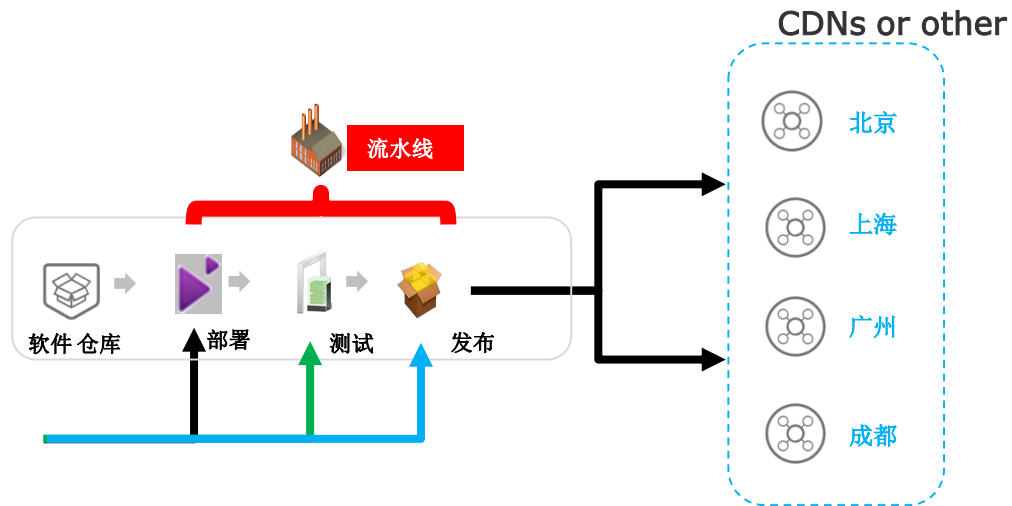 CDNs or other
流水线
北京
上海
广州
成都
软件 仓库
部署
测试
发布